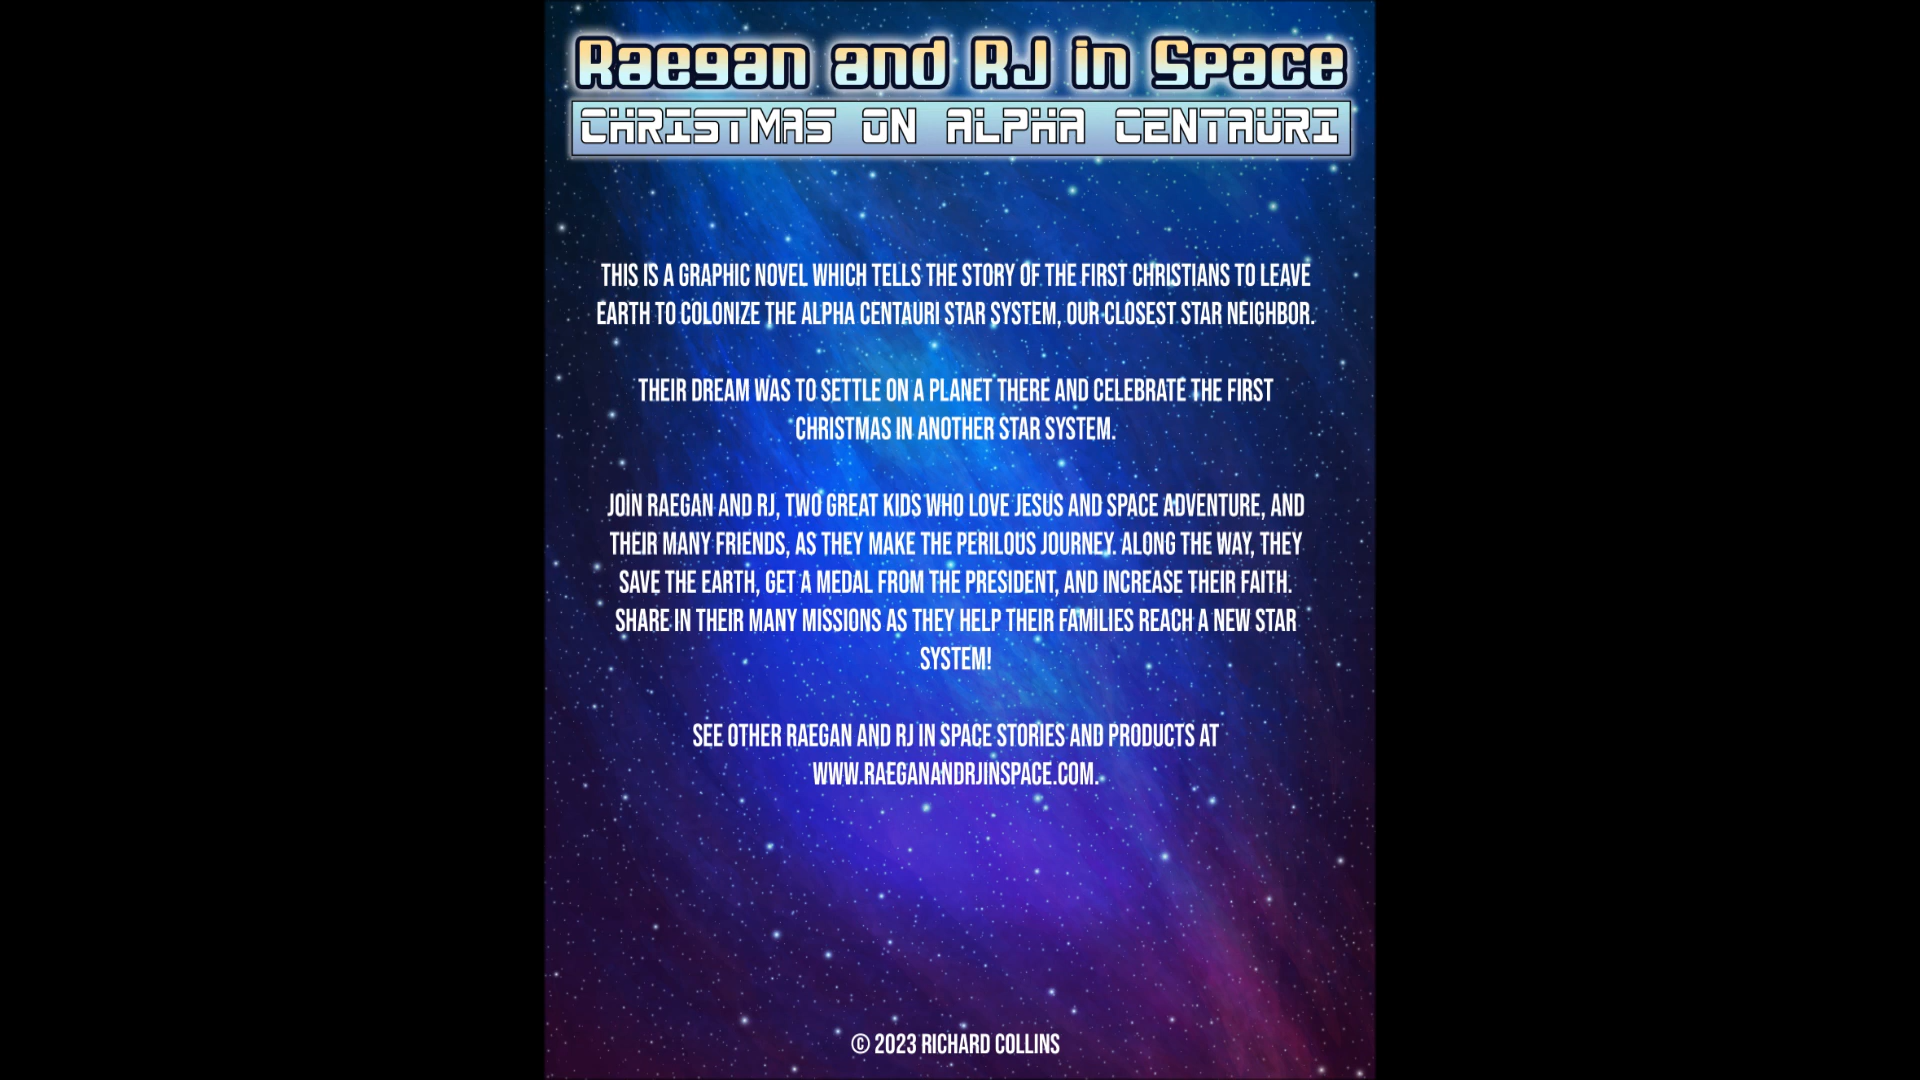 Raegan and RJ in Space
CHRISTMAS ON ALPHA CENTAURI
THIS IS A GRAPHIC NOVEL WHICH TELLS THE STORY OF THE FIRST CHRISTIANS TO LEAVE
EARTH TO COLONIZE THE ALPHA CENTAURI STAR SYSTEM, OUR CLOSEST STAR NEIGHBOR.
THEIR DREAM WAS TO SETTLE ON A PLANET THERE AND CELEBRATE THE FIRST
CHRISTMAS IN ANOTHER STAR SYSTEM.
JOIN RAEGAN AND RJ, TWO GREAT KIDS WHO LOVE JESUS AND SPACE ADVENTURE, AND
THEIR MANY FRIENDS, AS THEY MAKE THE PERILOUS JOURNEY. ALONG THE WAY, THEY
SAVE THE EARTH, GET A MEDAL FROM THE PRESIDENT, AND INCREASE THEIR FAITH.
SHARE IN THEIR MANY MISSIONS AS THEY HELP THEIR FAMILIES REACH A NEW STAR
SYSTEM!
SEE OTHER RAEGAN AND RJ IN SPACE STORIES AND PRODUCTS AT
WWW.RAEGANANDRJINSPACE.COM.
© 2023 RICHARD COLLINS